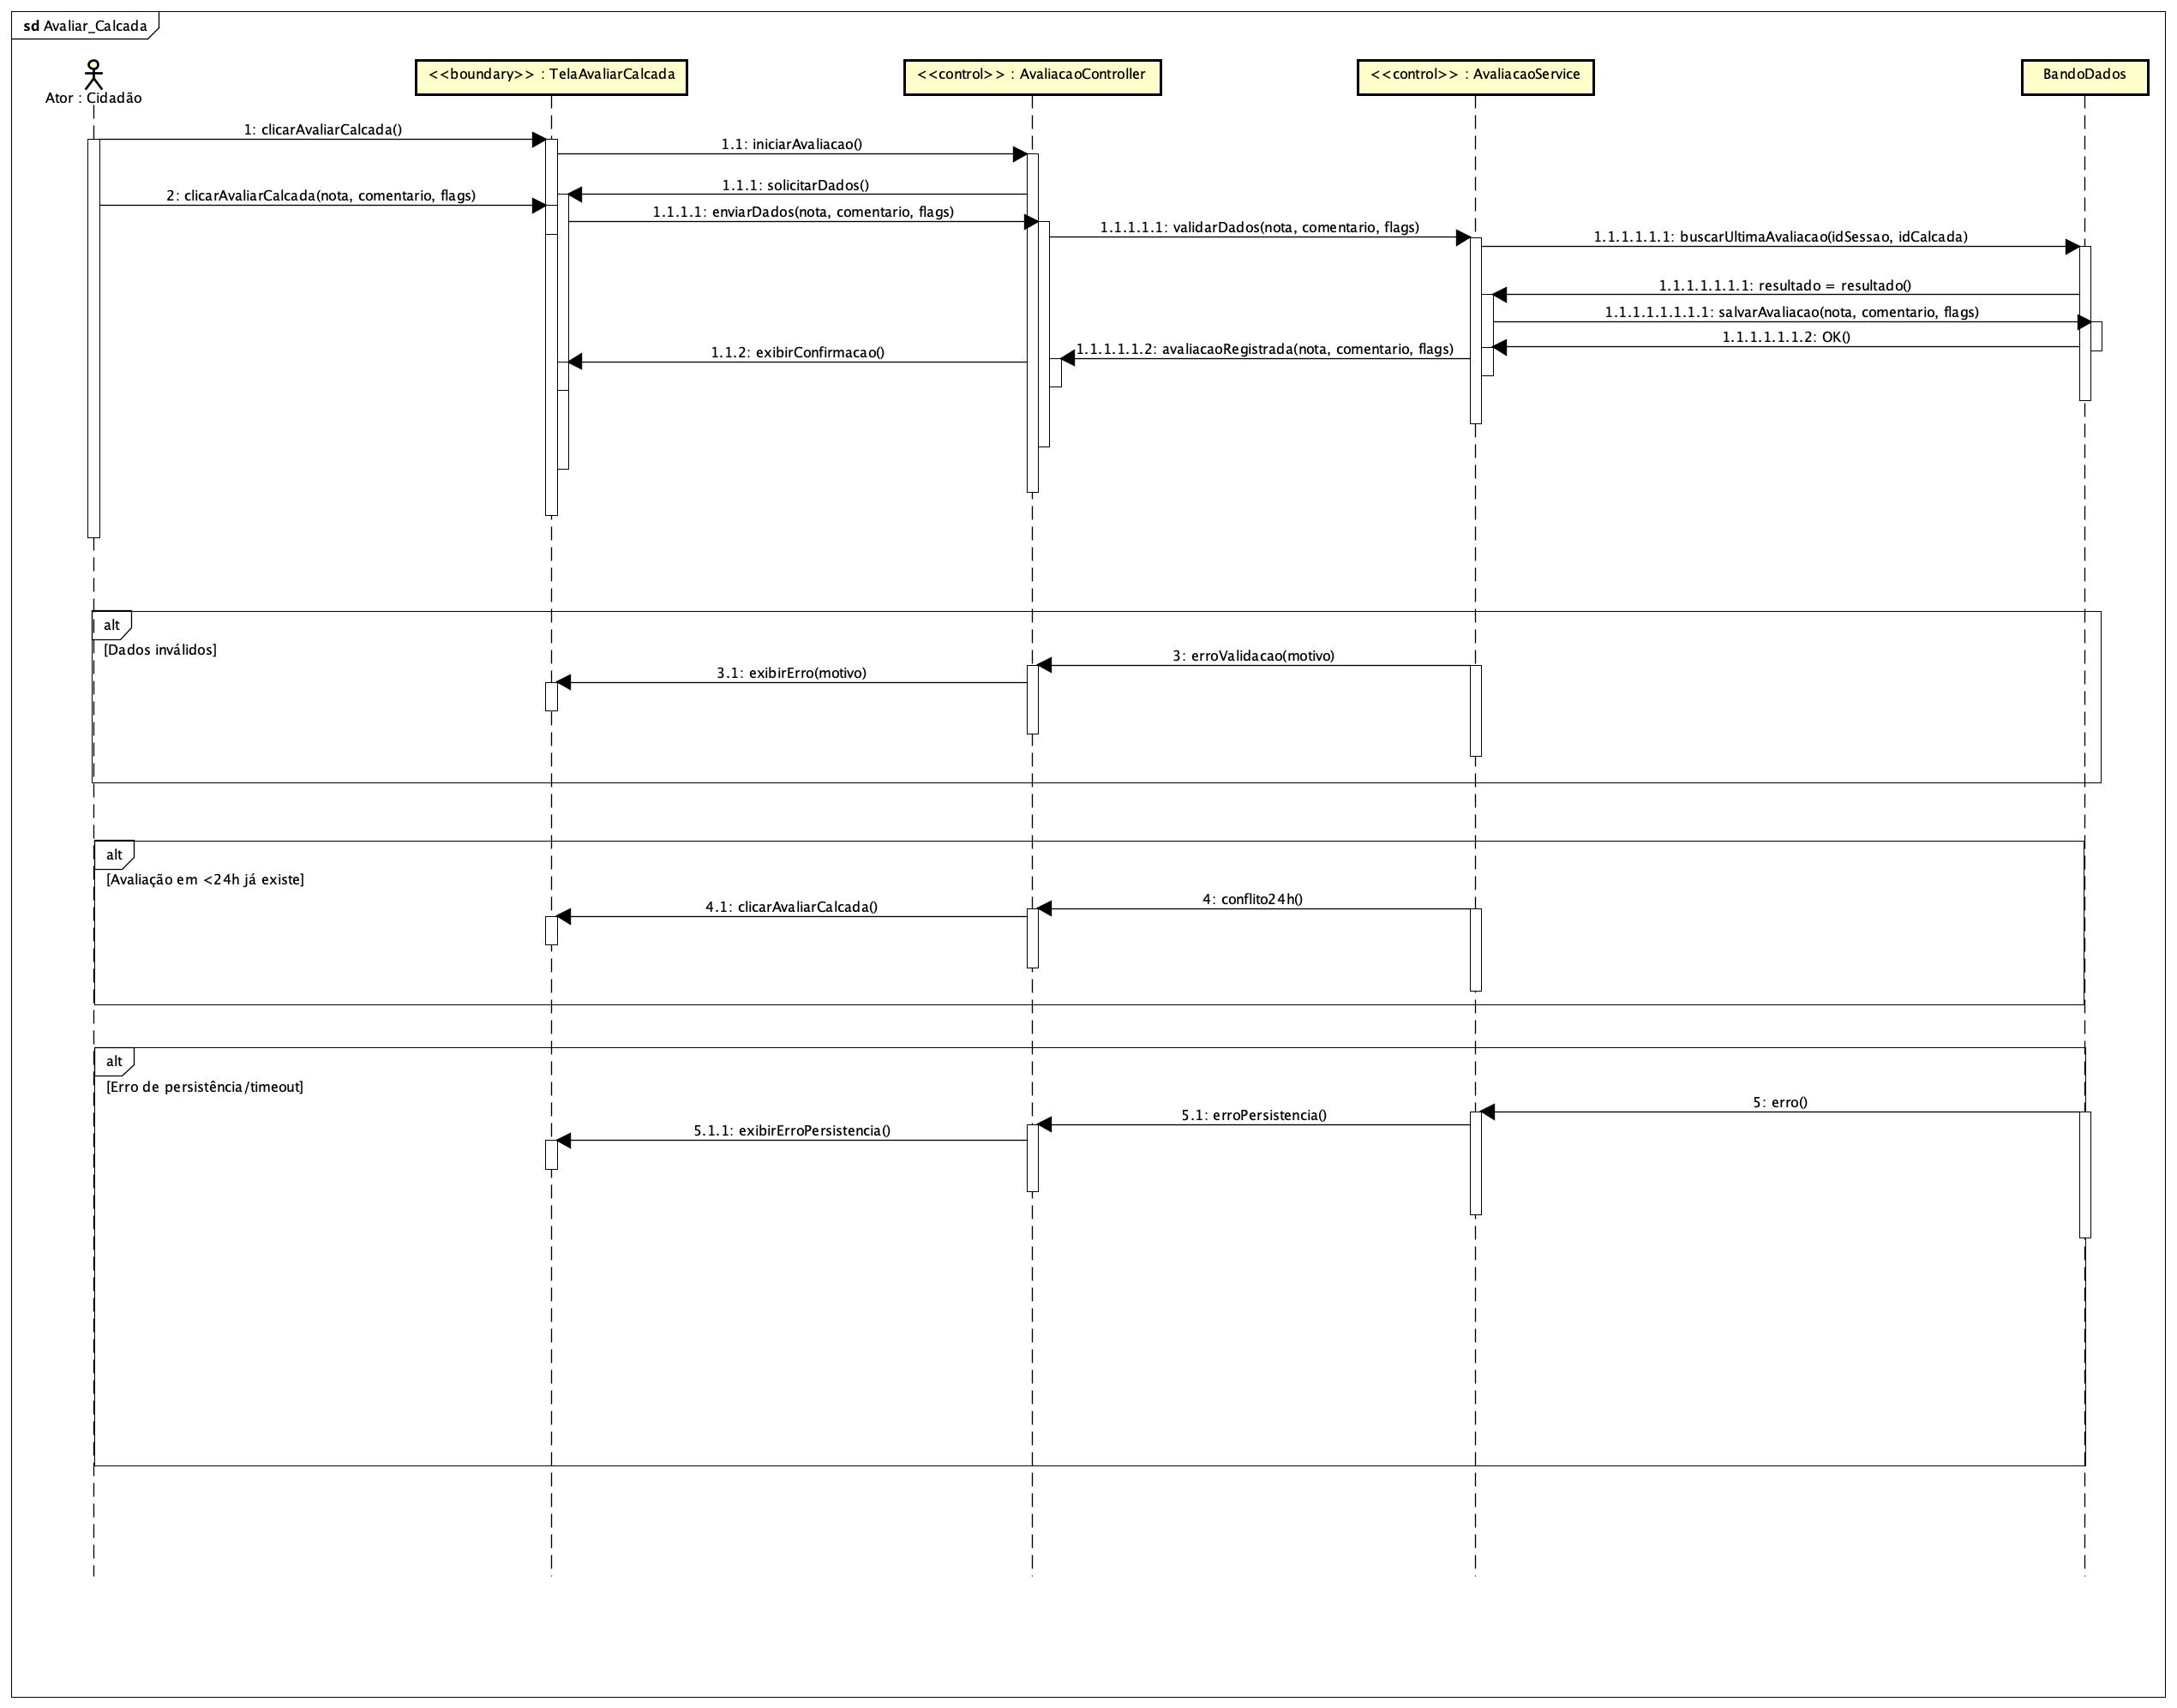 sd Avaliar_Calcada
Ator : Cidadão
<<boundary>> : TelaAvaliarCalcada
<<control>> : AvaliacaoController
<<control>> : AvaliacaoService
BandoDados
1: clicarAvaliarCalcada()
1.1: iniciarAvaliacao()
1.1.1: solicitarDados()
2: clicarAvaliarCalcada(nota, comentario, flags)
1.1.1.1: enviarDados(nota, comentario, flags)
1.1.1.1.1: validarDados(nota, comentario, flags)
1.1.1.1.1.1: buscarUltimaAvaliacao(idSessao, idCalcada)
1.1.1.1.1.1.1: resultado = resultado()
1.1.1.1.1.1.1.1: salvarAvaliacao(nota, comentario, flags)
1.1.1.1.1.1.2: OK()
1.1.1.1.1.2: avaliacaoRegistrada(nota, comentario, flags)
1.1.2: exibirConfirmacao()
alt
[Dados inválidos]
3: erroValidacao(motivo)
3.1: exibirErro(motivo)
alt
[Avaliação em <24h já existe]
4: conflito24h()
4.1: clicarAvaliarCalcada()
alt
[Erro de persistência/timeout]
5: erro()
5.1: erroPersistencia()
5.1.1: exibirErroPersistencia()